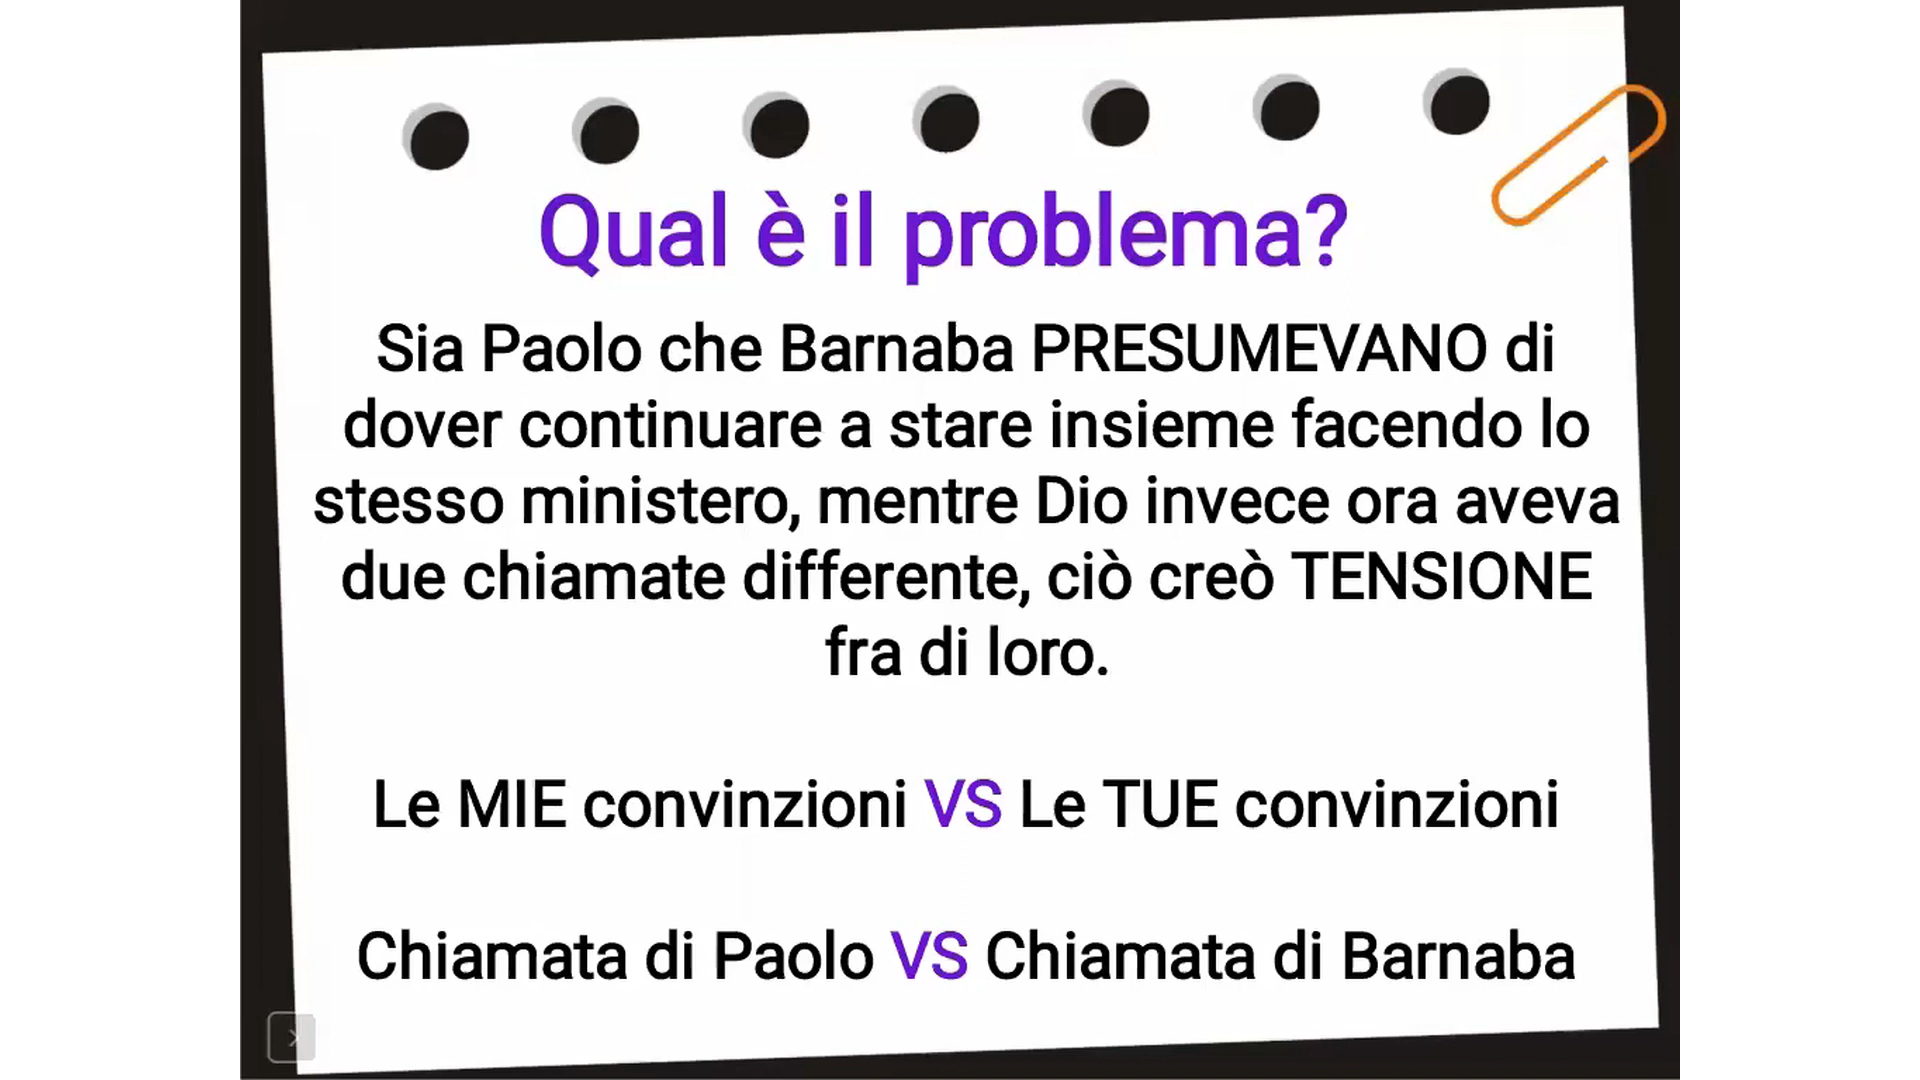 Qual è il problema?
Sia Paolo che Barnaba PRESUMEVANO di
dover continuare a stare insieme facendo lo
stesso ministero, mentre Dio invece ora aveva
due chiamate differente, ciò creò TENSIONE
fra di loro.
Le MIE convinzioni VS Le TUE convinzioni
Chiamata di Paolo VS Chiamata di Barnaba